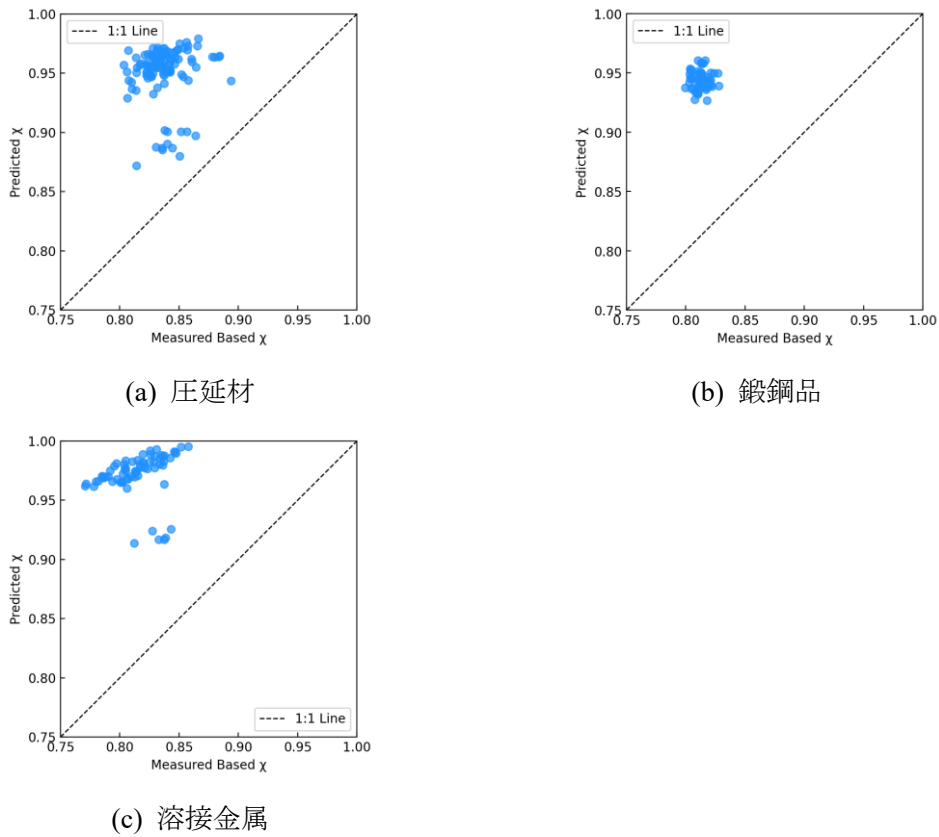 1.00
0.95
0.90
0.85
0.80
0.75
Predicted χ
1:1 Line
0.75 0.80 0.85 0.90 0.95 1.00
Measured Based χ
(a) 圧延材
1.00
0.95
0.90
0.85
0.80
0.75
Predicted χ
1:1 Line
0.75 0.80 0.85 0.90 0.95 1.00
Measured Based χ
(b) 鍛鋼品
1.00
0.95
0.90
0.85
0.80
0.75
Predicted χ
1:1 Line
0.75 0.80 0.85 0.90 0.95 1.00
Measured Based χ
(c) 溶接金属